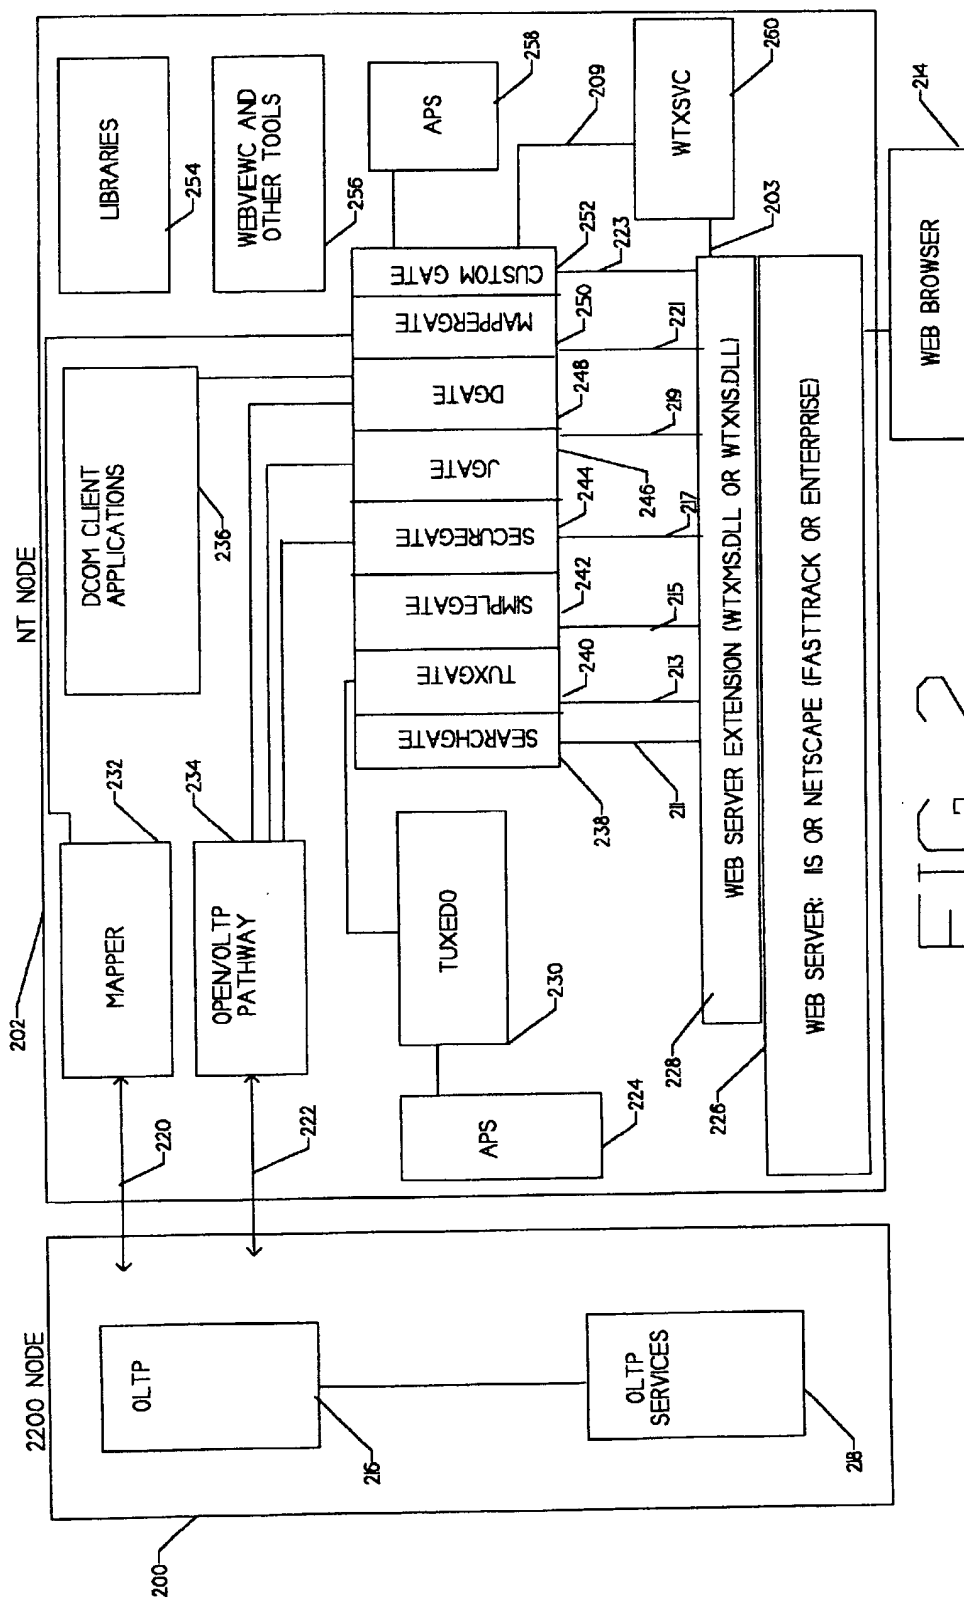 2200 NODE
200
OLTP
216
OLTP
SERVICES
218
NT NODE
202
220
222
MAPPER
232
OPEN/OLTP
PATHWAY
234
DCOM CLIENT
APPLICATIONS
236
LIBRARIES
254
WEBVIEWC AND
OTHER TOOLS
256
APS
258
209
WTXSVC
260
203
TUXEDO
230
APS
224
SEARCHGATE
TUXGATE
SIMPLEGATE
SECUREGATE
JGATE
DGATE
MAPPERGATE
CUSTOM GATE
238
240
242
244
246
248
250
252
211
213
215
217
219
221
223
WEB SERVER EXTENSION (WTXMS.DLL OR WTXNS.DLL)
228
WEB SERVER: IIS OR NETSCAPE (FASTTRACK OR ENTERPRISE)
226
WEB BROWSER
214
FIG. 2